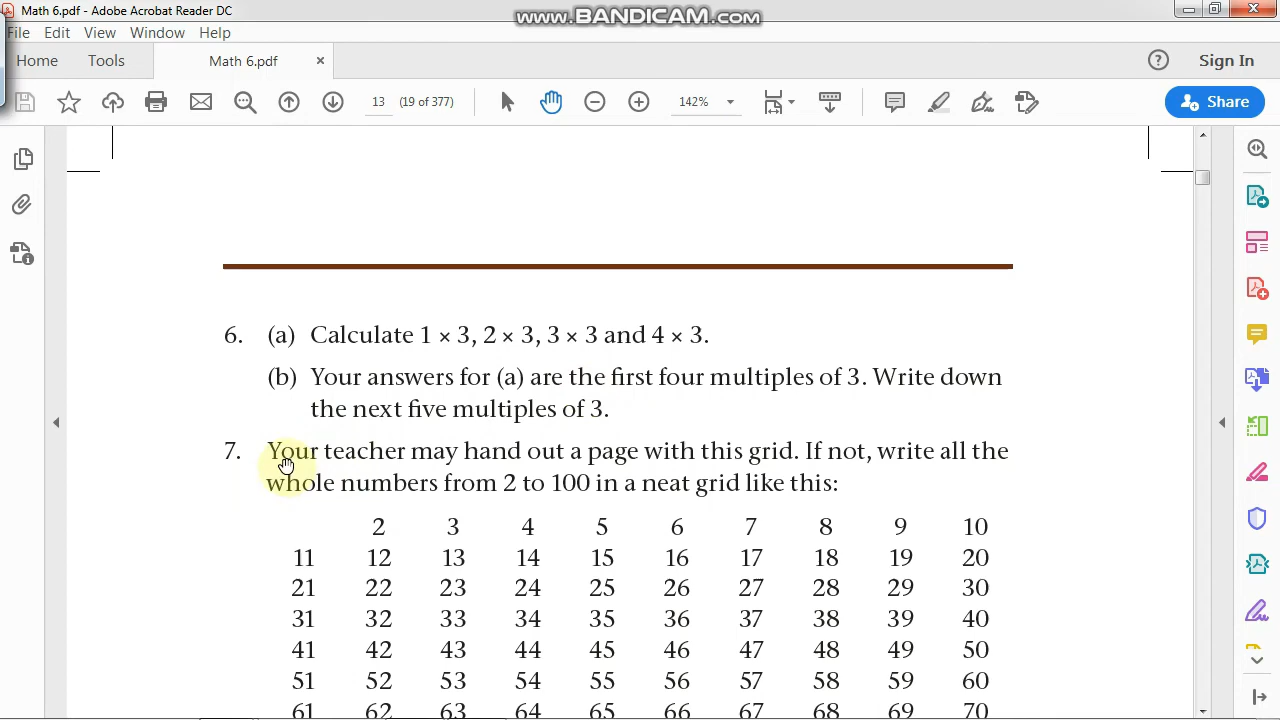 Math 6.pdf - Adobe Acrobat Reader DC
www.BANDICAM.com
File Edit View Window Help
Home Tools Math 6.pdf × ? Sign In
13 (19 of 377) 142% Share
6. (a) Calculate 1 × 3, 2 × 3, 3 × 3 and 4 × 3.
(b) Your answers for (a) are the first four multiples of 3. Write down
the next five multiples of 3.
7. Your teacher may hand out a page with this grid. If not, write all the
whole numbers from 2 to 100 in a neat grid like this:
2 3 4 5 6 7 8 9 10
11 12 13 14 15 16 17 18 19 20
21 22 23 24 25 26 27 28 29 30
31 32 33 34 35 36 37 38 39 40
41 42 43 44 45 46 47 48 49 50
51 52 53 54 55 56 57 58 59 60
61 62 63 64 65 66 67 68 69 70